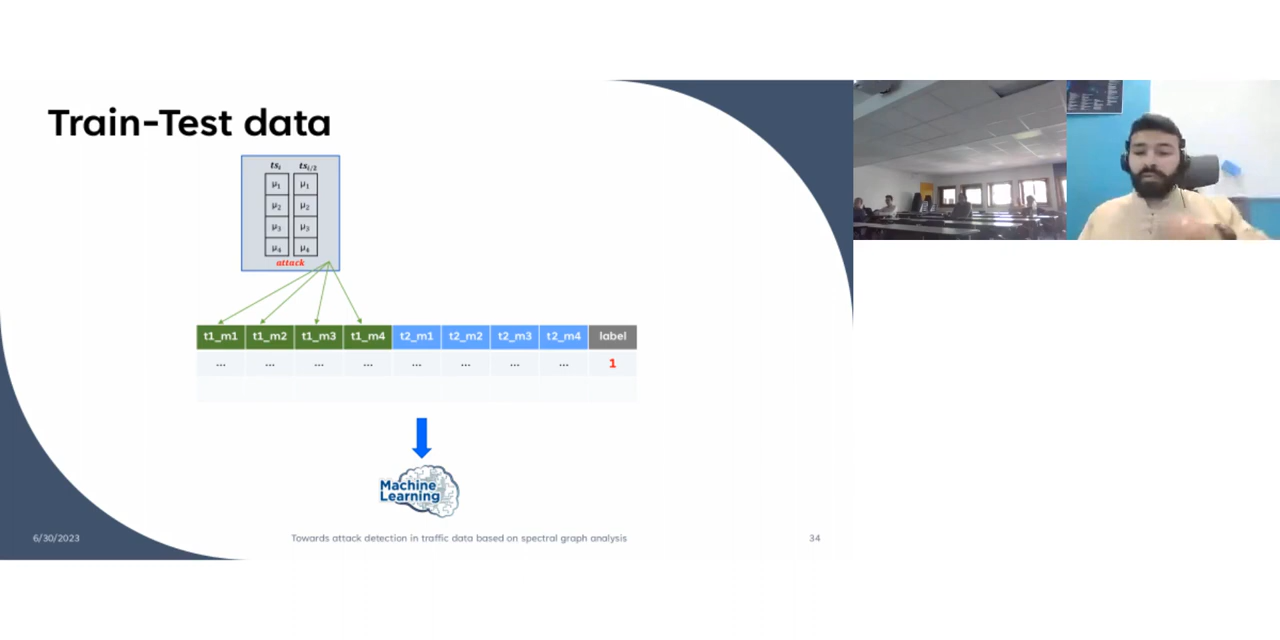 Train-Test data
tsᵢ tsᵢ/₂
μ₁ μ₁
μ₂ μ₂
μ₃ μ₃
μ₄ μ₄
attack
t1_m1 t1_m2 t1_m3 t1_m4 t2_m1 t2_m2 t2_m3 t2_m4 label
... ... ... ... ... ... ... ... 1
Machine
Learning
6/30/2023 Towards attack detection in traffic data based on spectral graph analysis 34